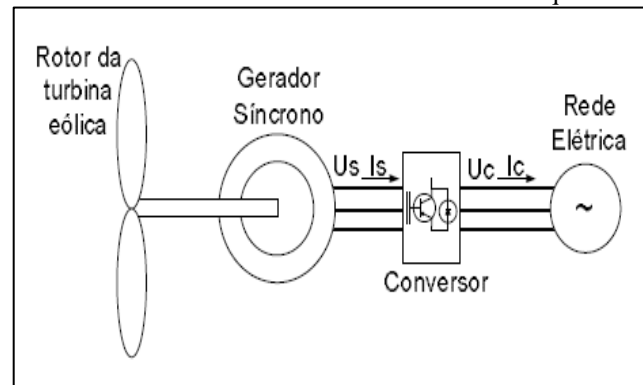 Rotor da
turbina
eólica
Gerador
Síncrono
Us Is
Uc Ic
Conversor
Rede
Elétrica
~